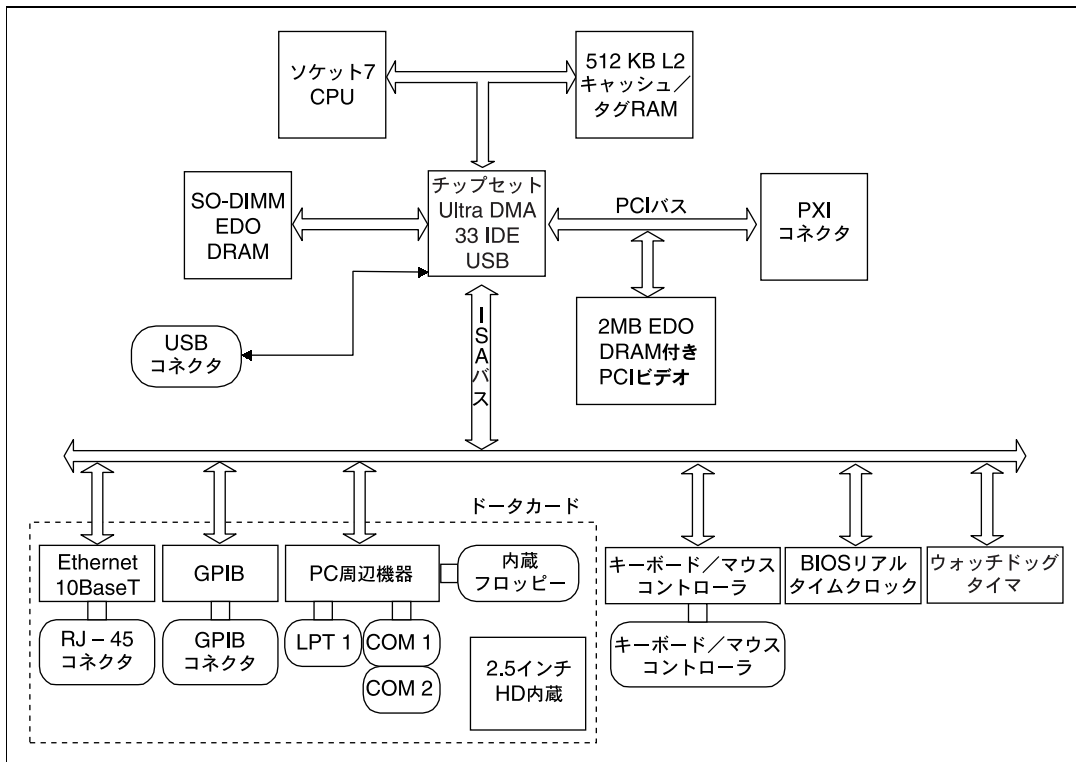 ソケット7
CPU
512 KB L2
キャッシュ／
タグRAM
SO-DIMM
EDO
DRAM
チップセット
Ultra DMA
33 IDE
USB
PCIバス
PXI
コネクタ
2MB EDO
DRAM付き
PCIビデオ
USB
コネクタ
ISAバス
ドータカード
Ethernet
10BaseT
GPIB
PC周辺機器
内蔵
フロッピー
キーボード／マウス
コントローラ
BIOSリアル
タイムクロック
ウォッチドッグ
タイマ
RJ – 45
コネクタ
GPIB
コネクタ
LPT 1
COM 1
COM 2
2.5インチ
HD内蔵
キーボード／マウス
コントローラ